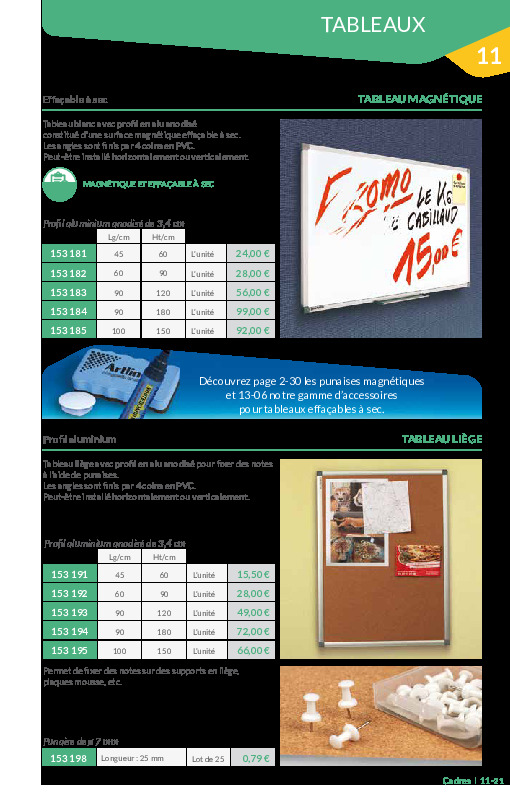 TABLEAUX
11
Effaçable à sec
TABLEAU MAGNÉTIQUE
Tableau blanc avec profil en alu anodisé
constitué d'une surface magnétique effaçable à sec.
Les angles sont finis par 4 coins en PVC.
Peut-être installé horizontalement ou verticalement.
MAGNÉTIQUE ET EFFAÇABLE À SEC
Profil aluminium anodisé de 3,4 cm
Lg/cm Ht/cm
153 181 45 60 L'unité 24,00 €
153 182 60 90 L'unité 28,00 €
153 183 90 120 L'unité 56,00 €
153 184 90 180 L'unité 99,00 €
153 185 100 150 L'unité 92,00 €
Promo
LE KG
CABILLAUD
15,00 €
Artline
Découvrez page 2-30 les punaises magnétiques
et 13-06 notre gamme d'accessoires
pour tableaux effaçables à sec.
Profil aluminium
TABLEAU LIÈGE
Tableau liège avec profil en alu anodisé pour fixer des notes
à l'aide de punaises.
Les angles sont finis par 4 coins en PVC.
Peut-être installé horizontalement ou verticalement.
Profil aluminium anodisé de 3,4 cm
Lg/cm Ht/cm
153 191 45 60 L'unité 15,50 €
153 192 60 90 L'unité 28,00 €
153 193 90 120 L'unité 49,00 €
153 194 90 180 L'unité 72,00 €
153 195 100 150 L'unité 66,00 €
Permet de fixer des notes sur des supports en liège,
plaques mousse, etc.
153 198 Longueur : 25 mm Lot de 25 0,79 €
Cadres | 11-21